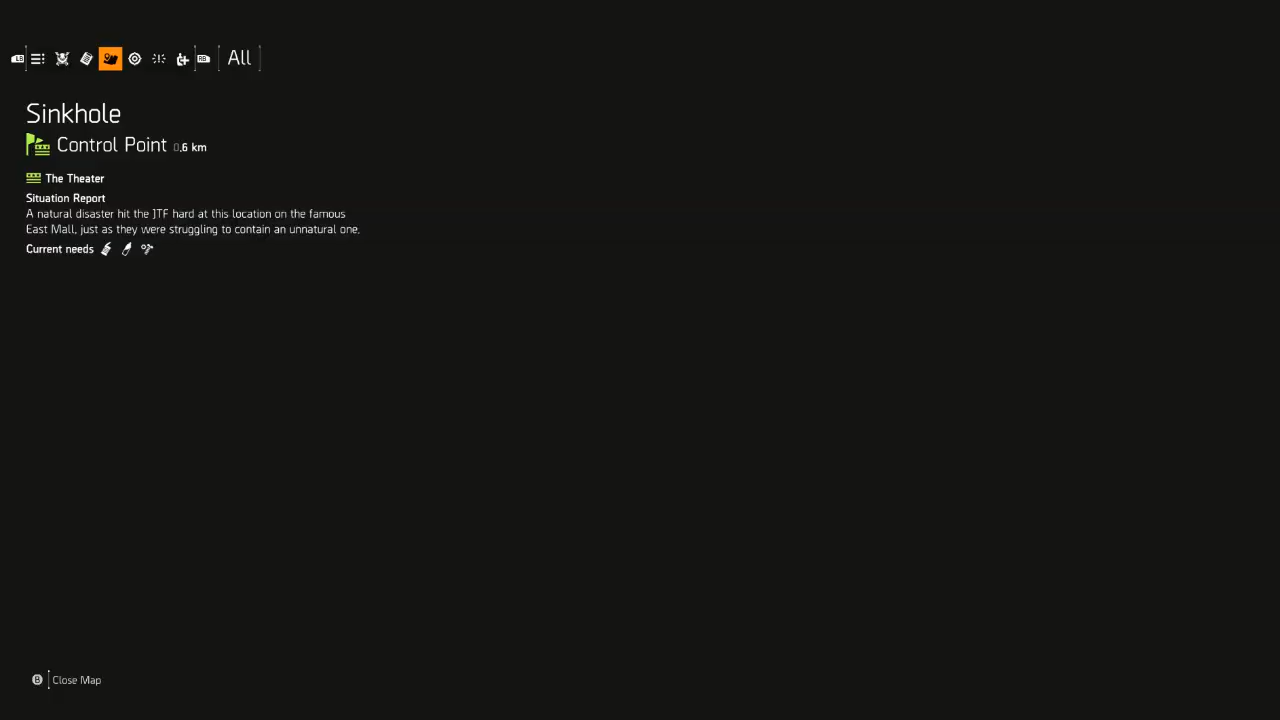 LB RB All
Sinkhole
Control Point 0.6 km
The Theater
Situation Report
A natural disaster hit the JTF hard at this location on the famous
East Mall, just as they were struggling to contain an unnatural one.
Current needs
B Close Map